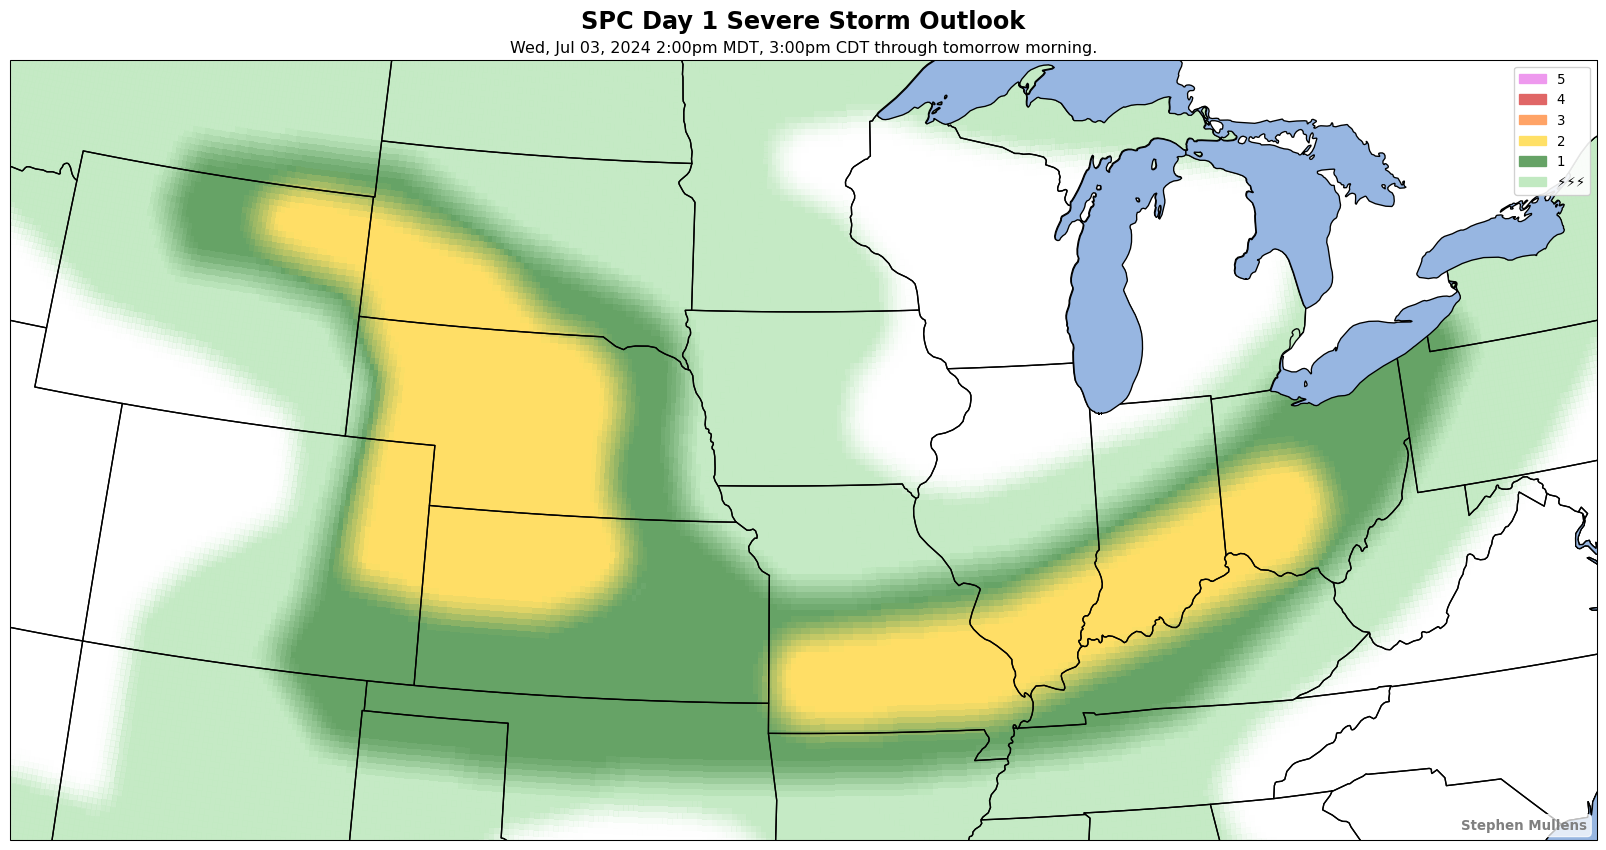 SPC Day 1 Severe Storm Outlook
Wed, Jul 03, 2024 2:00pm MDT, 3:00pm CDT through tomorrow morning.
5
4
3
2
1
⚡⚡⚡
Stephen Mullens